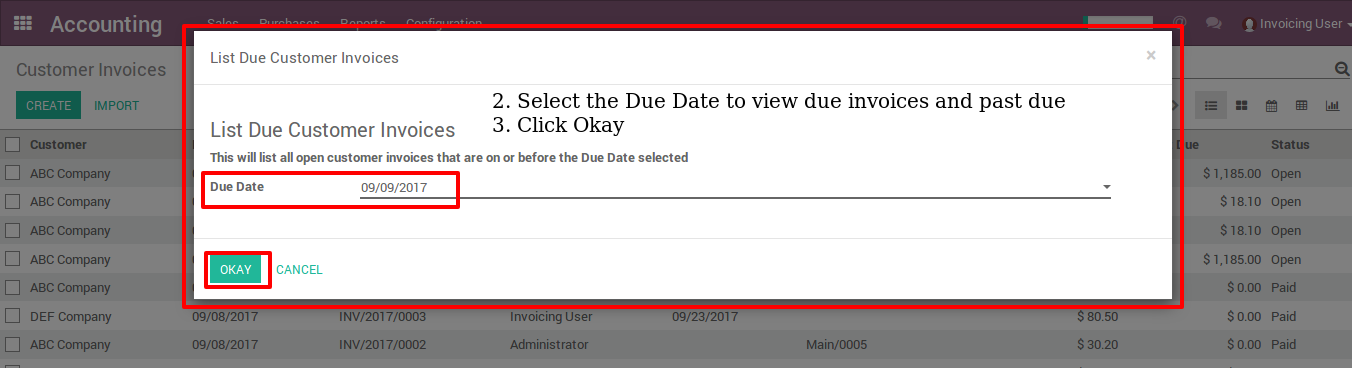 Accounting Sales Purchases Reports Configuration @ Invoicing User
List Due Customer Invoices ×
Customer Invoices
2. Select the Due Date to view due invoices and past due
CREATE IMPORT
3. Click Okay
List Due Customer Invoices
Customer Due Status
This will list all open customer invoices that are on or before the Due Date selected
ABC Company $ 1,185.00 Open
Due Date 09/09/2017
ABC Company $ 18.10 Open
ABC Company $ 18.10 Open
ABC Company $ 1,185.00 Open
OKAY CANCEL
ABC Company $ 0.00 Paid
DEF Company 09/08/2017 INV/2017/0003 Invoicing User 09/23/2017 $ 80.50 $ 0.00 Paid
ABC Company 09/08/2017 INV/2017/0002 Administrator Main/0005 $ 30.20 $ 0.00 Paid